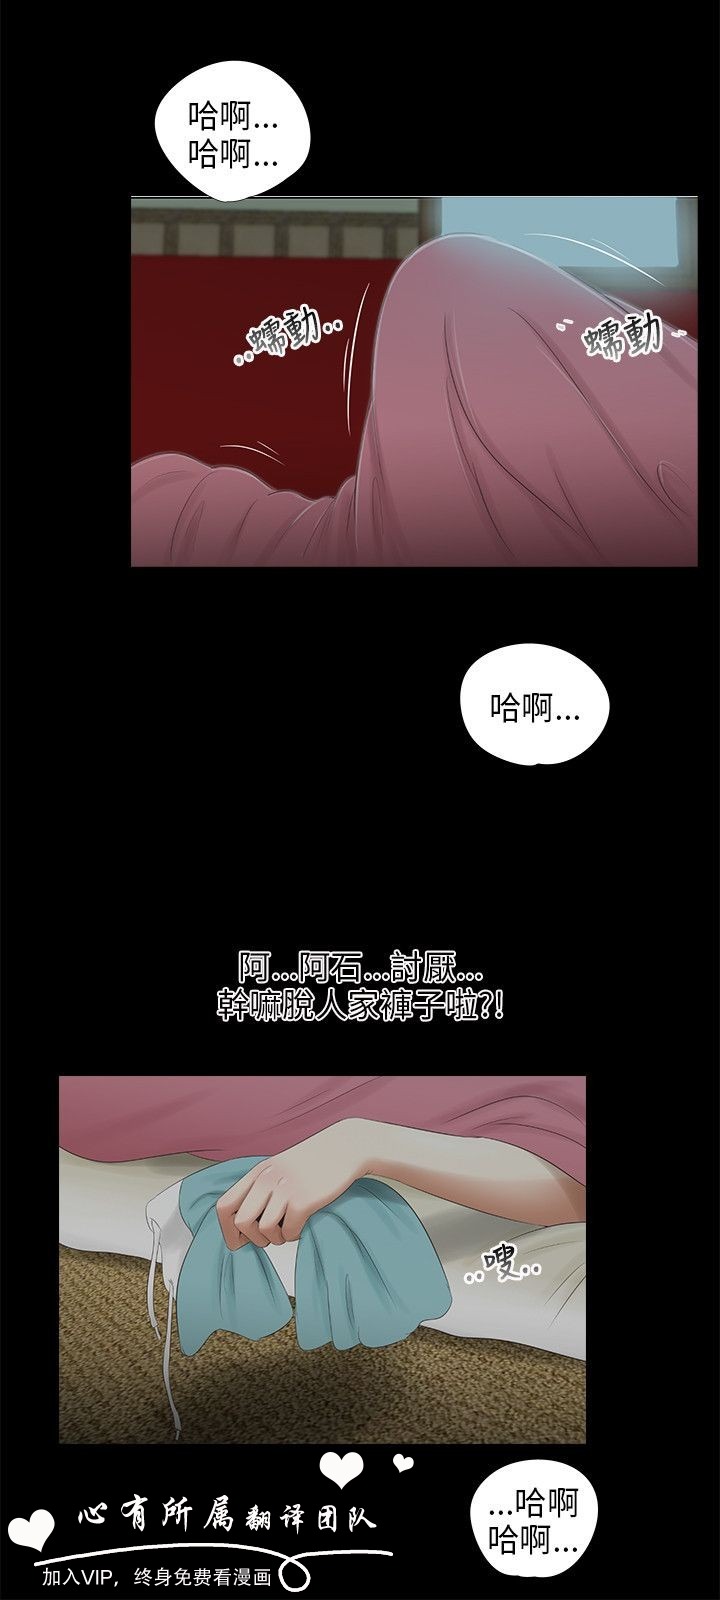 哈啊…
哈啊…
..蠕動..
蠕動
哈啊…
阿…阿石…討厭…
幹嘛脫人家褲子啦?!
..嗖..
…哈啊
哈啊…
心有所属翻译团队
加入VIP，终身免费看漫画